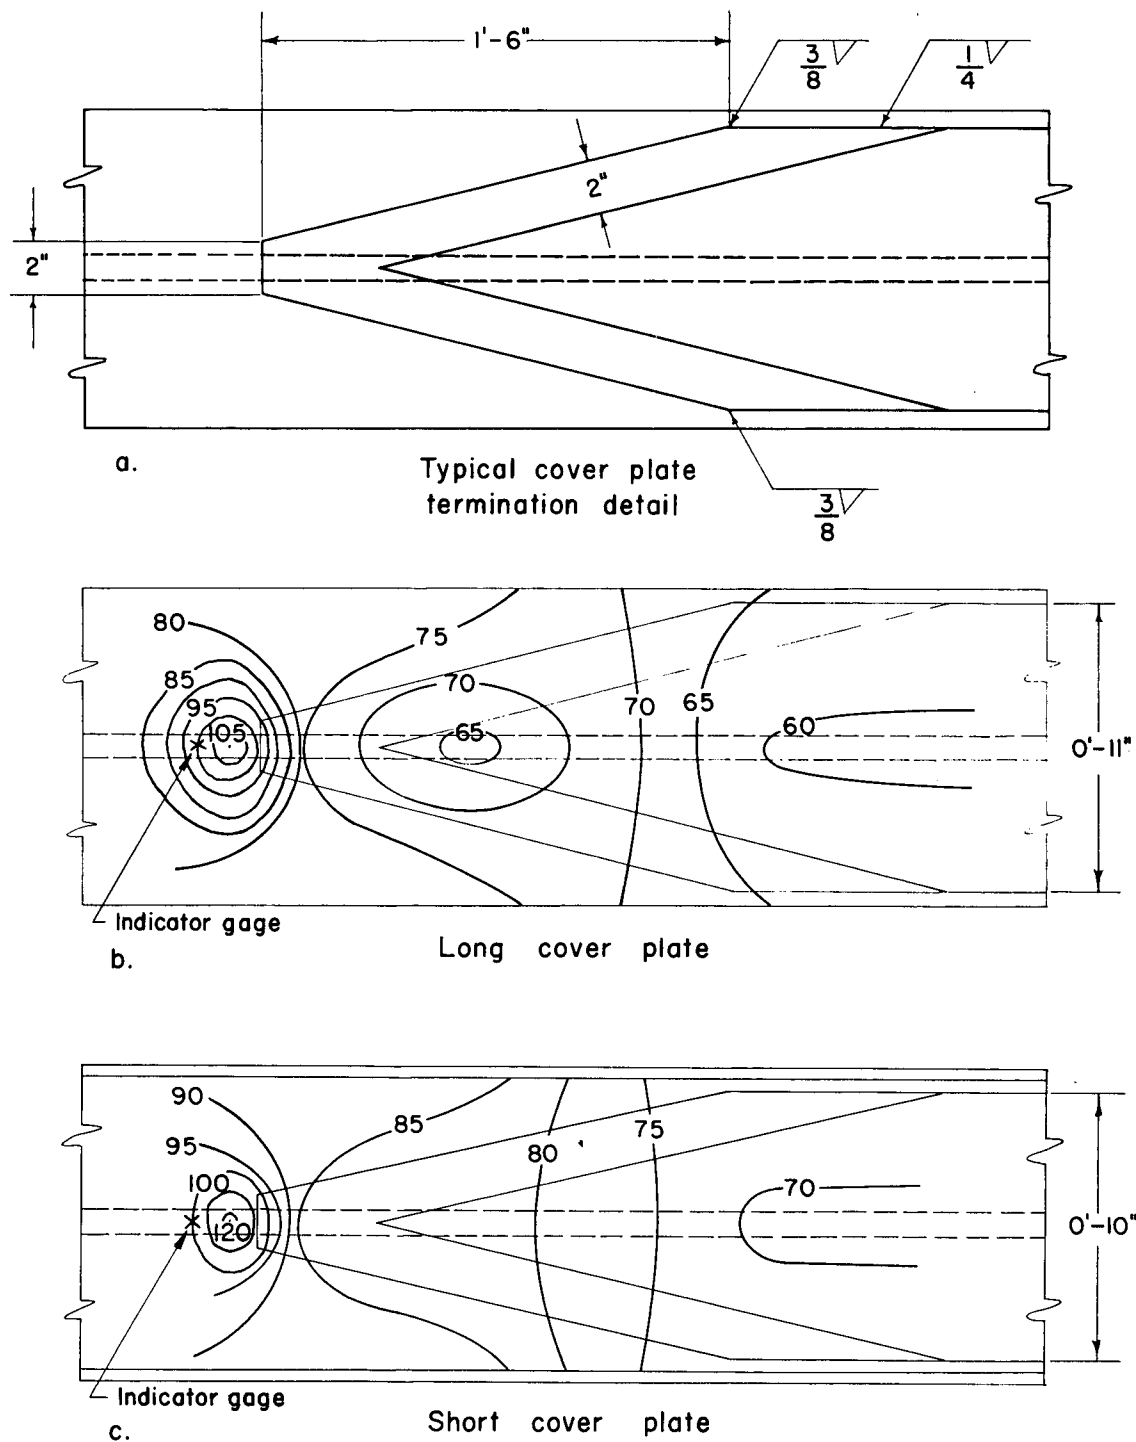 1'-6"
3/8
1/4
2"
2"
3/8
a.
Typical cover plate
termination detail
80
75
85
70
95
70
65
105
65
60
0'-11"
Indicator gage
b.
Long cover plate
90
85
75
95
80
100
70
120
0'-10"
Indicator gage
c.
Short cover plate